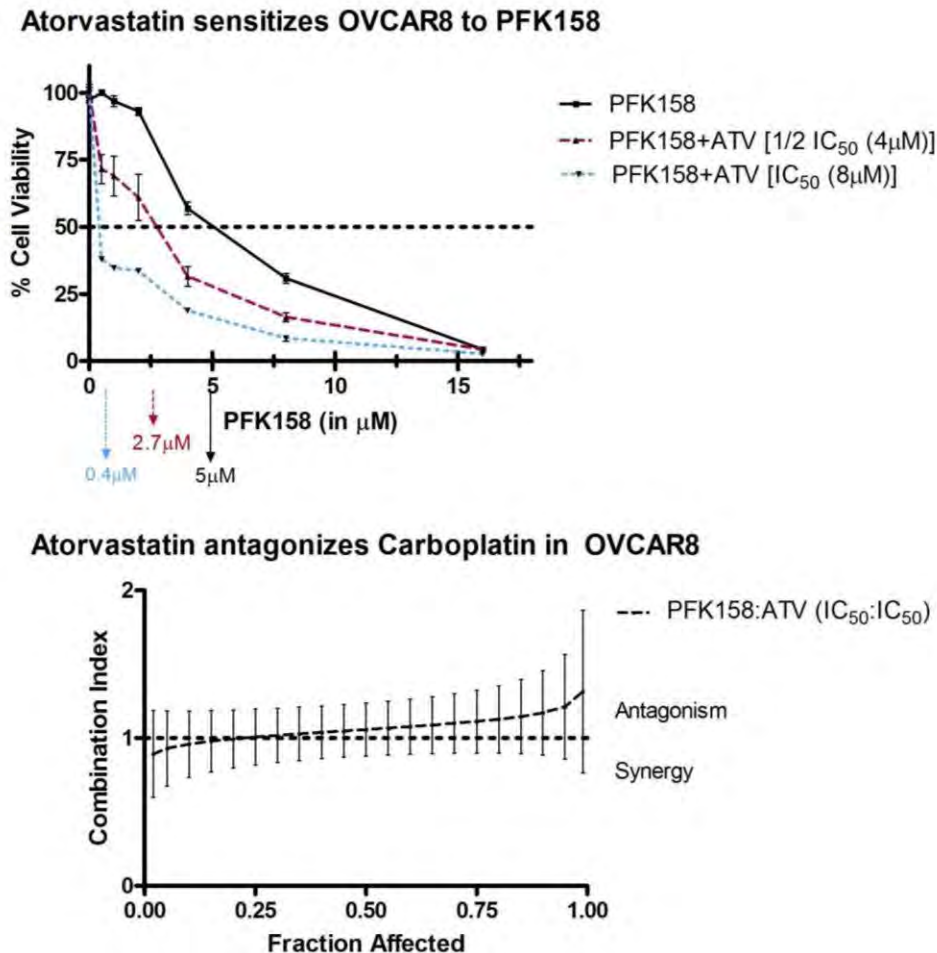 Atorvastatin sensitizes OVCAR8 to PFK158
100
75
50
25
0
% Cell Viability
0
5
10
15
PFK158 (in μM)
PFK158
PFK158+ATV [1/2 IC50 (4μM)]
PFK158+ATV [IC50 (8μM)]
0.4μM
2.7μM
5μM
Atorvastatin antagonizes Carboplatin in OVCAR8
2
1
0
Combination Index
0.00
0.25
0.50
0.75
1.00
Fraction Affected
PFK158:ATV (IC50:IC50)
Antagonism
Synergy